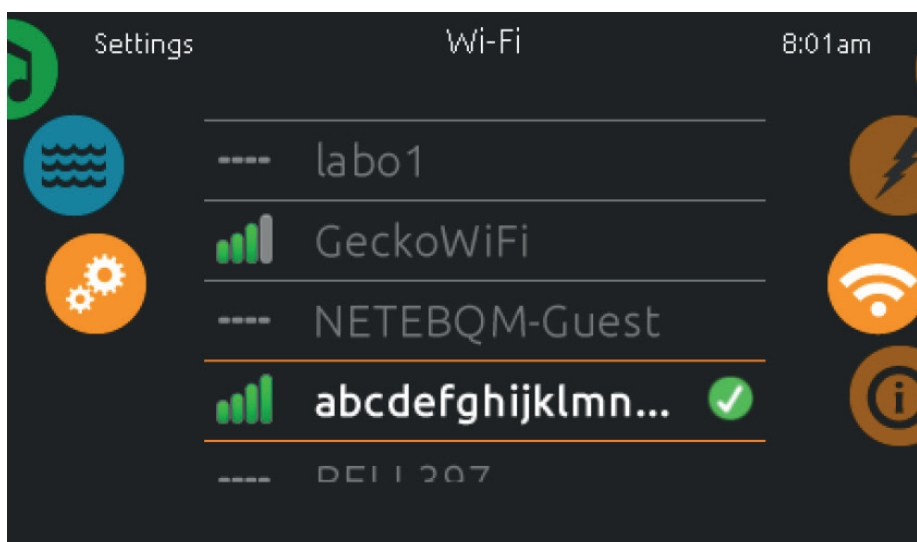 Settings
Wi-Fi
8:01am
---- labo1
GeckoWiFi
---- NETEBQM-Guest
abcdefghijklmn...
----